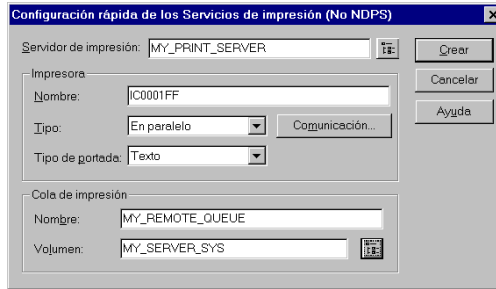 Configuración rápida de los Servicios de impresión (No NDPS)
Servidor de impresión: MY_PRINT_SERVER
Crear
Impresora
Cancelar
Nombre: IC0001FF
Ayuda
Tipo: En paralelo Comunicación...
Tipo de portada: Texto
Cola de impresión
Nombre: MY_REMOTE_QUEUE
Volumen: MY_SERVER_SYS